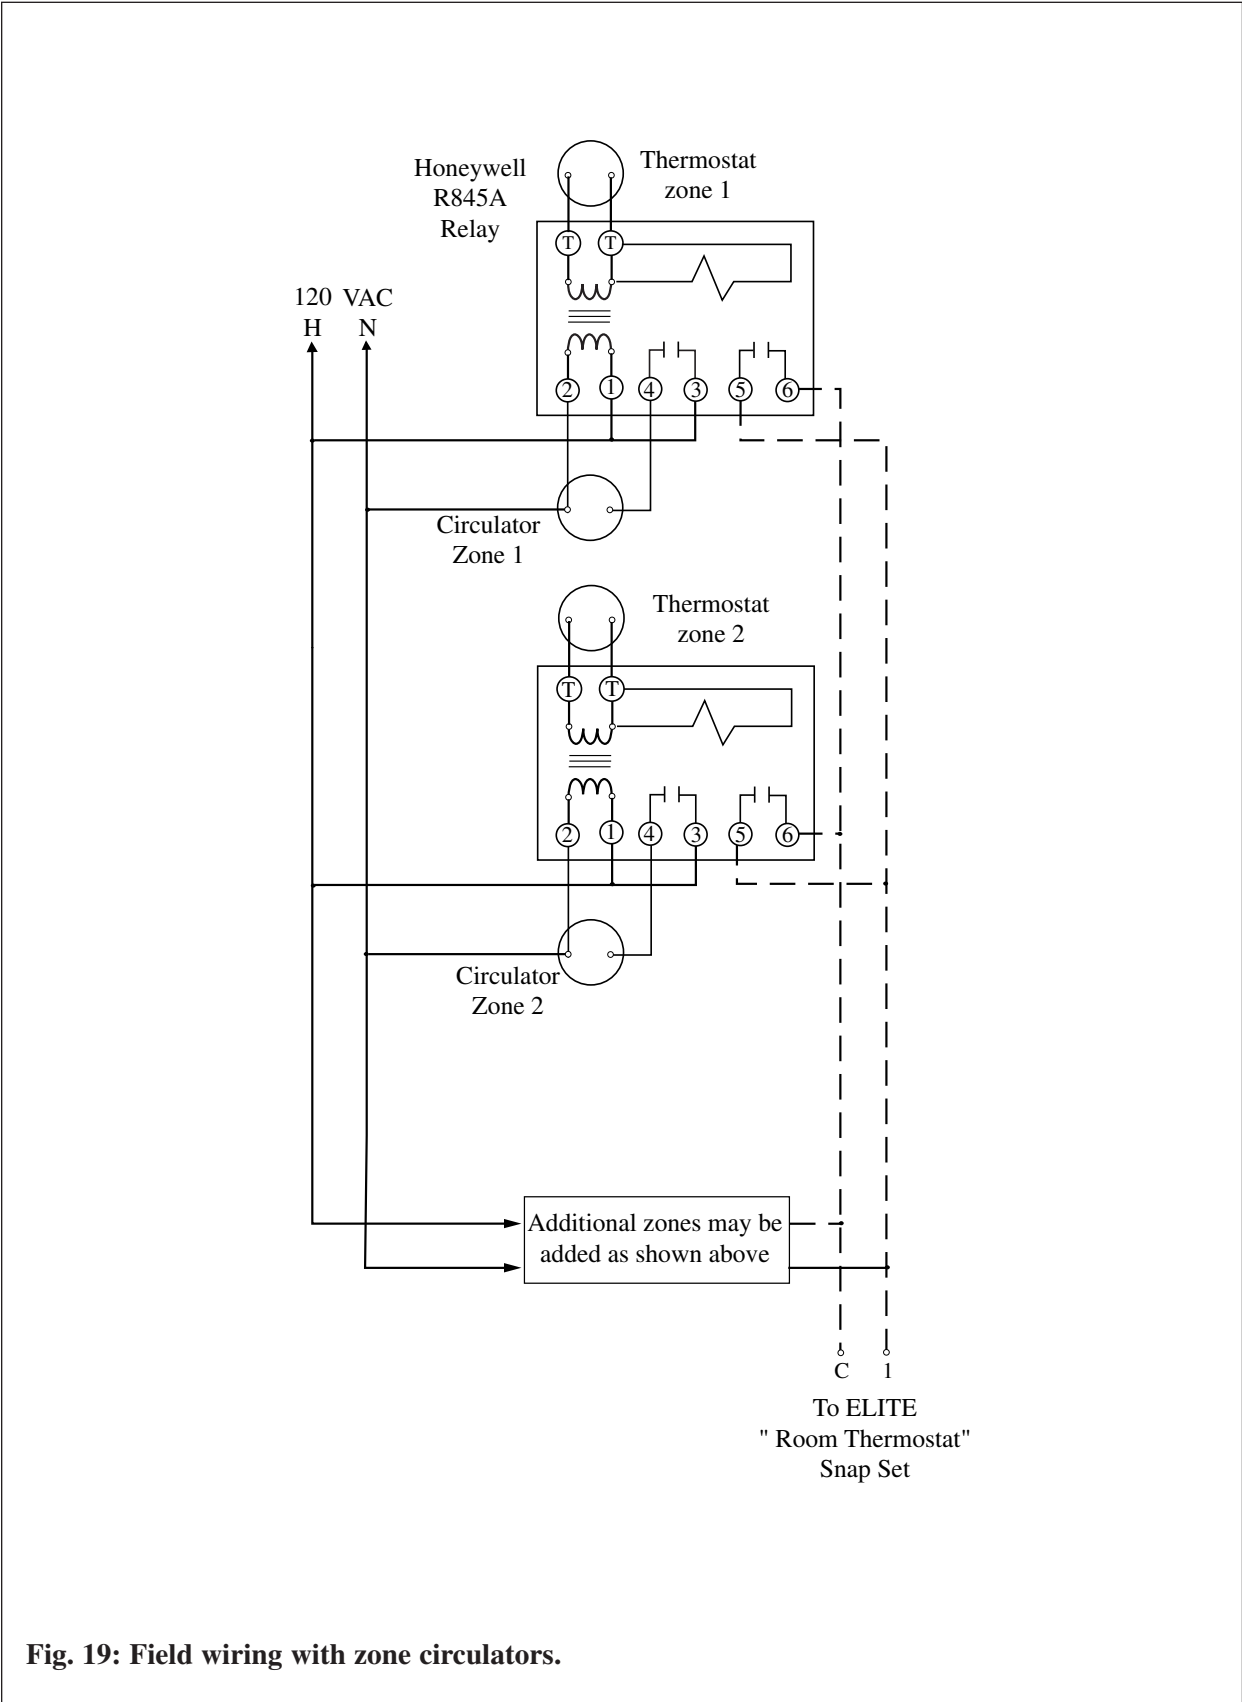 Honeywell
R845A
Relay
Thermostat
zone 1
T T
120 VAC
H N
2 1 4 3 5 6
Circulator
Zone 1
Thermostat
zone 2
T T
2 1 4 3 5 6
Circulator
Zone 2
Additional zones may be
added as shown above
C 1
To ELITE
" Room Thermostat"
Snap Set
Fig. 19: Field wiring with zone circulators.